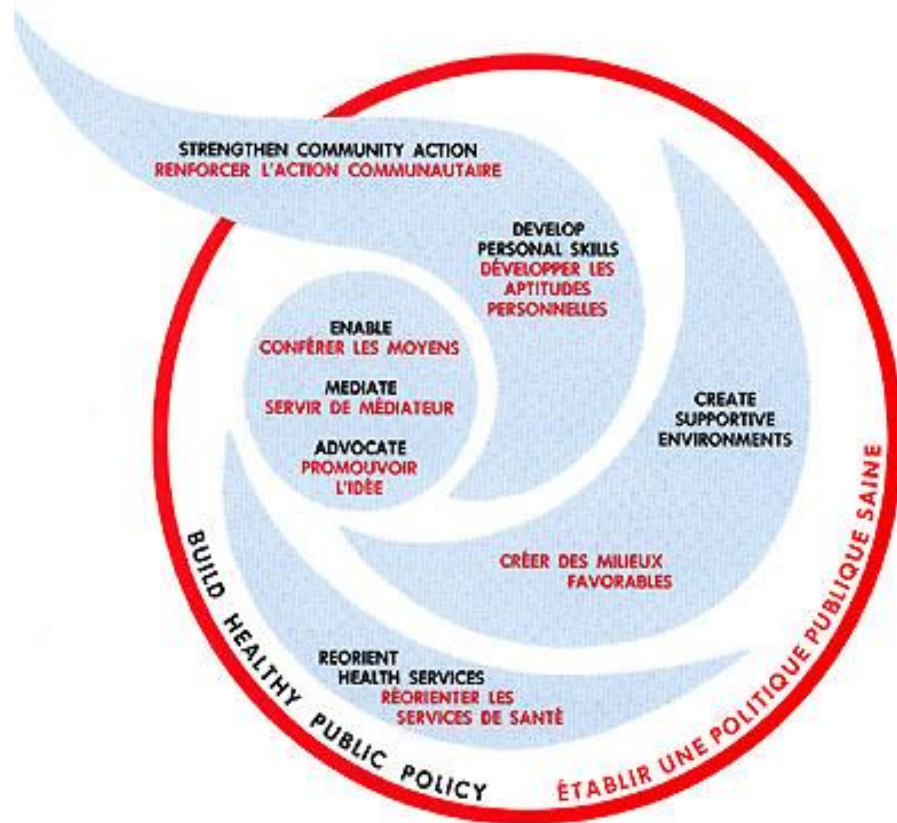 STRENGTHEN COMMUNITY ACTION
RENFORCER L'ACTION COMMUNAUTAIRE
DEVELOP
PERSONAL SKILLS
DÉVELOPPER LES
APTITUDES
PERSONNELLES
ENABLE
CONFÉRER LES MOYENS
MEDIATE
SERVIR DE MÉDIATEUR
ADVOCATE
PROMOUVOIR
L'IDÈE
CREATE
SUPPORTIVE
ENVIRONMENTS
CRÉER DES MILIEUX
FAVORABLES
REORIENT
HEALTH SERVICES
RÉORIENTER LES
SERVICES DE SANTÉ
BUILD HEALTHY PUBLIC POLICY
ÉTABLIR UNE POLITIQUE PUBLIQUE SAINE